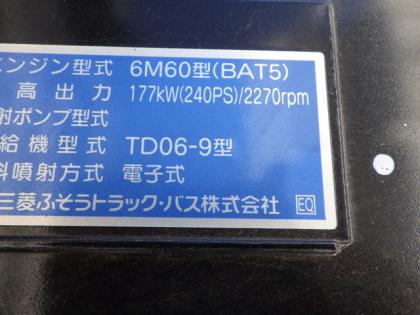 エンジン型式 6M60型(BAT5)
高出力 177kW(240PS)/2270rpm
射ポンプ型式
給機型式 TD06-9型
料噴射方式 電子式
三菱ふそうトラック・バス株式会社 EQ